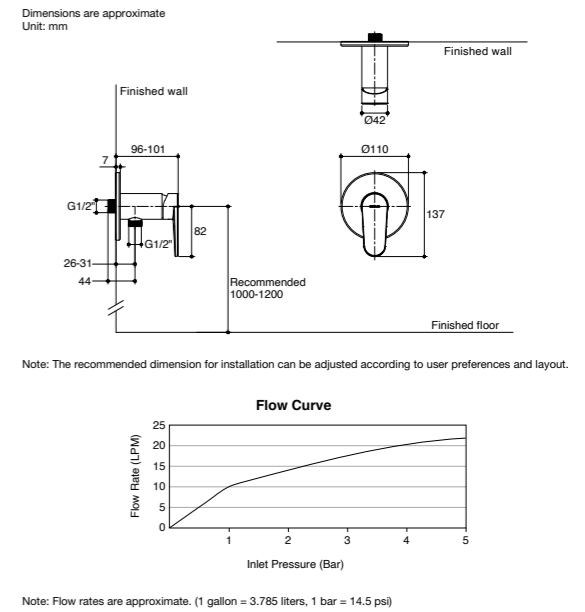 Dimensions are approximate
Unit: mm
Finished wall
Ø42
Finished wall
96-101
7
G1/2"
G1/2"
82
26-31
44
Recommended
1000-1200
Ø110
137
Finished floor
Note: The recommended dimension for installation can be adjusted according to user preferences and layout.
Flow Curve
Flow Rate (LPM)
25
20
15
10
5
0
1 2 3 4 5
Inlet Pressure (Bar)
Note: Flow rates are approximate. (1 gallon = 3.785 liters, 1 bar = 14.5 psi)